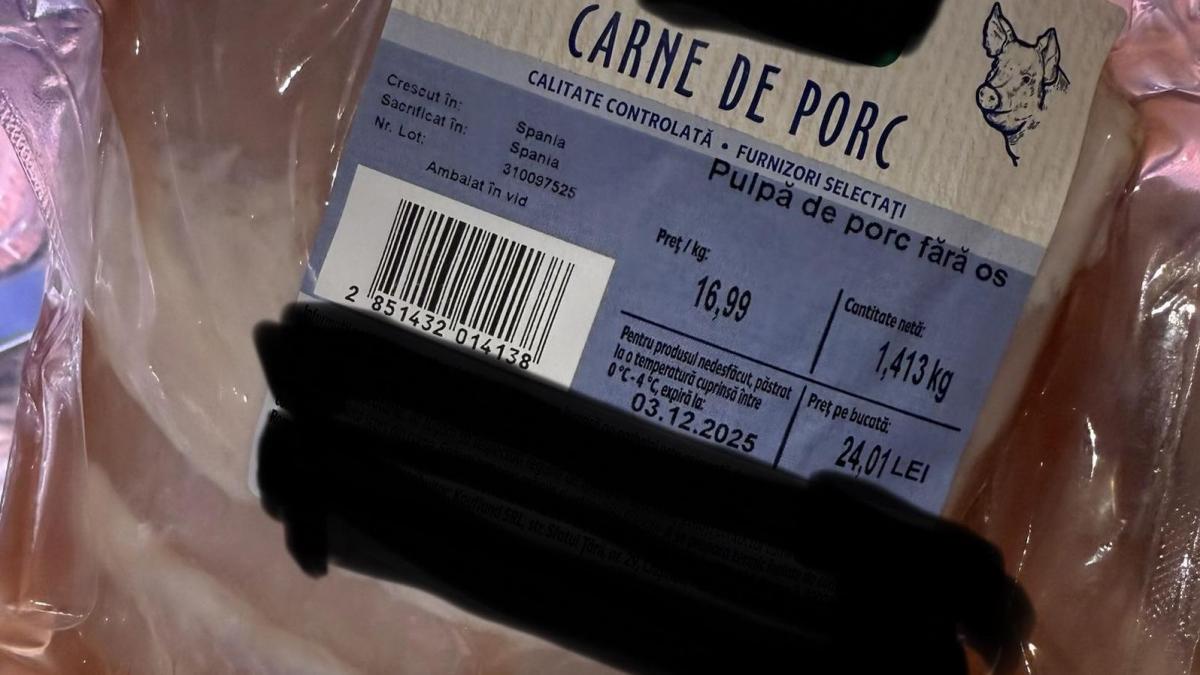 CARNE DE PORC
CALITATE CONTROLATĂ • FURNIZORI SELECTAȚI
Pulpă de porc fără os
Crescut în: Spania
Sacrificat în: Spania
Nr. Lot: 310097525
Ambalat în vid
2 851432 014138
Preț / kg:
16,99
Cantitate netă:
1,413 kg
Pentru produsul nedesfăcut, păstrat
la o temperatură cuprinsă între
0°C-4°C, expiră la:
03.12.2025
Preț pe bucată:
24,01 LEI